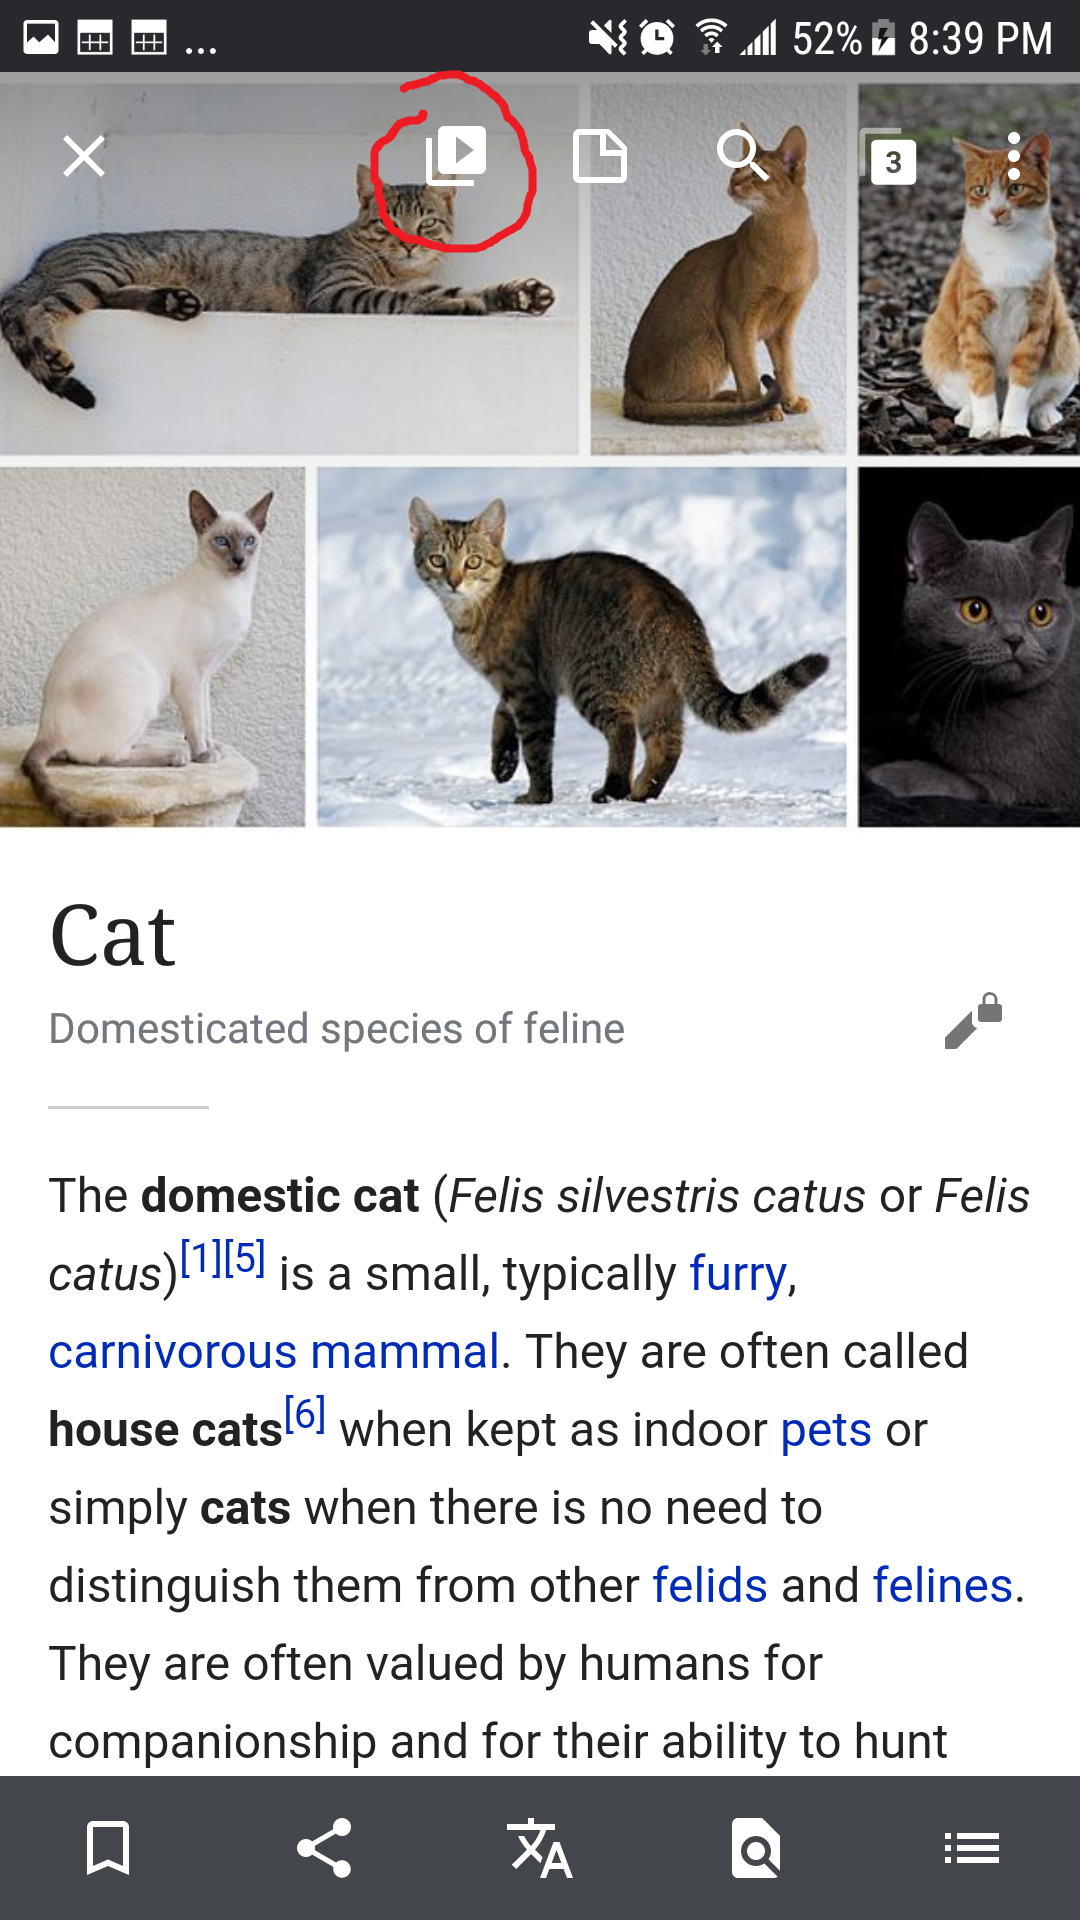 ... 52% 8:39 PM
3
Cat
Domesticated species of feline
The domestic cat (Felis silvestris catus or Felis
catus)[1][5] is a small, typically furry,
carnivorous mammal. They are often called
house cats[6] when kept as indoor pets or
simply cats when there is no need to
distinguish them from other felids and felines.
They are often valued by humans for
companionship and for their ability to hunt